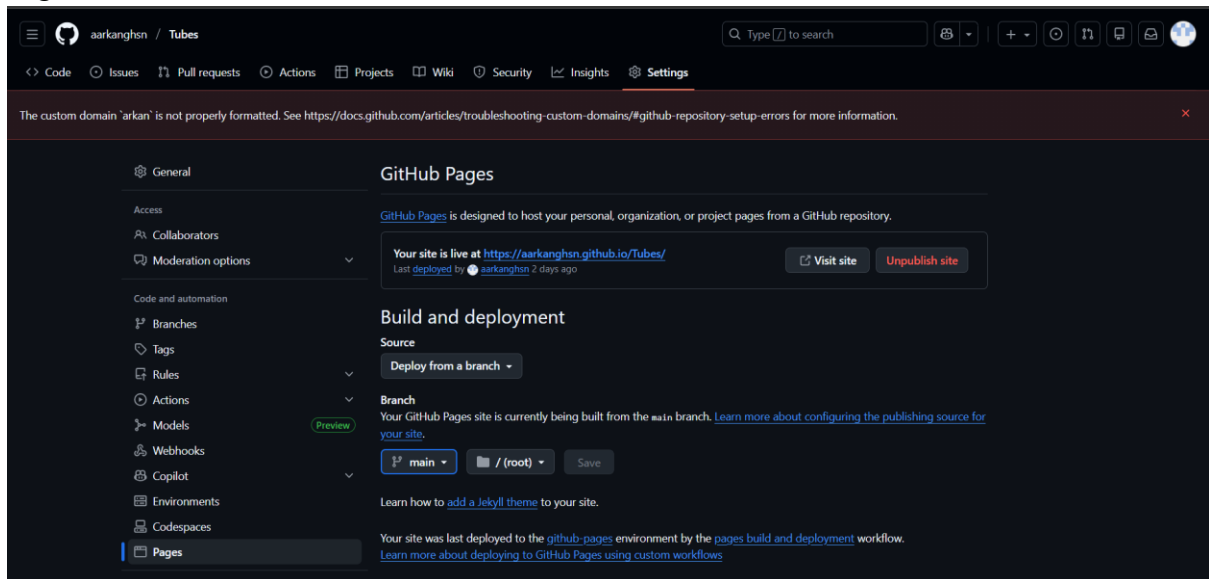 aarkanghsn / Tubes
Type / to search
Code Issues Pull requests Actions Projects Wiki Security Insights Settings
The custom domain `arkan` is not properly formatted. See https://docs.github.com/articles/troubleshooting-custom-domains/#github-repository-setup-errors for more information.
General
Access
Collaborators
Moderation options
Code and automation
Branches
Tags
Rules
Actions
Models Preview
Webhooks
Copilot
Environments
Codespaces
Pages
GitHub Pages
GitHub Pages is designed to host your personal, organization, or project pages from a GitHub repository.
Your site is live at https://aarkanghsn.github.io/Tubes/
Last deployed by aarkanghsn 2 days ago
Visit site Unpublish site
Build and deployment
Source
Deploy from a branch
Branch
Your GitHub Pages site is currently being built from the main branch. Learn more about configuring the publishing source for
your site.
main / (root) Save
Learn how to add a Jekyll theme to your site.
Your site was last deployed to the github-pages environment by the pages build and deployment workflow.
Learn more about deploying to GitHub Pages using custom workflows